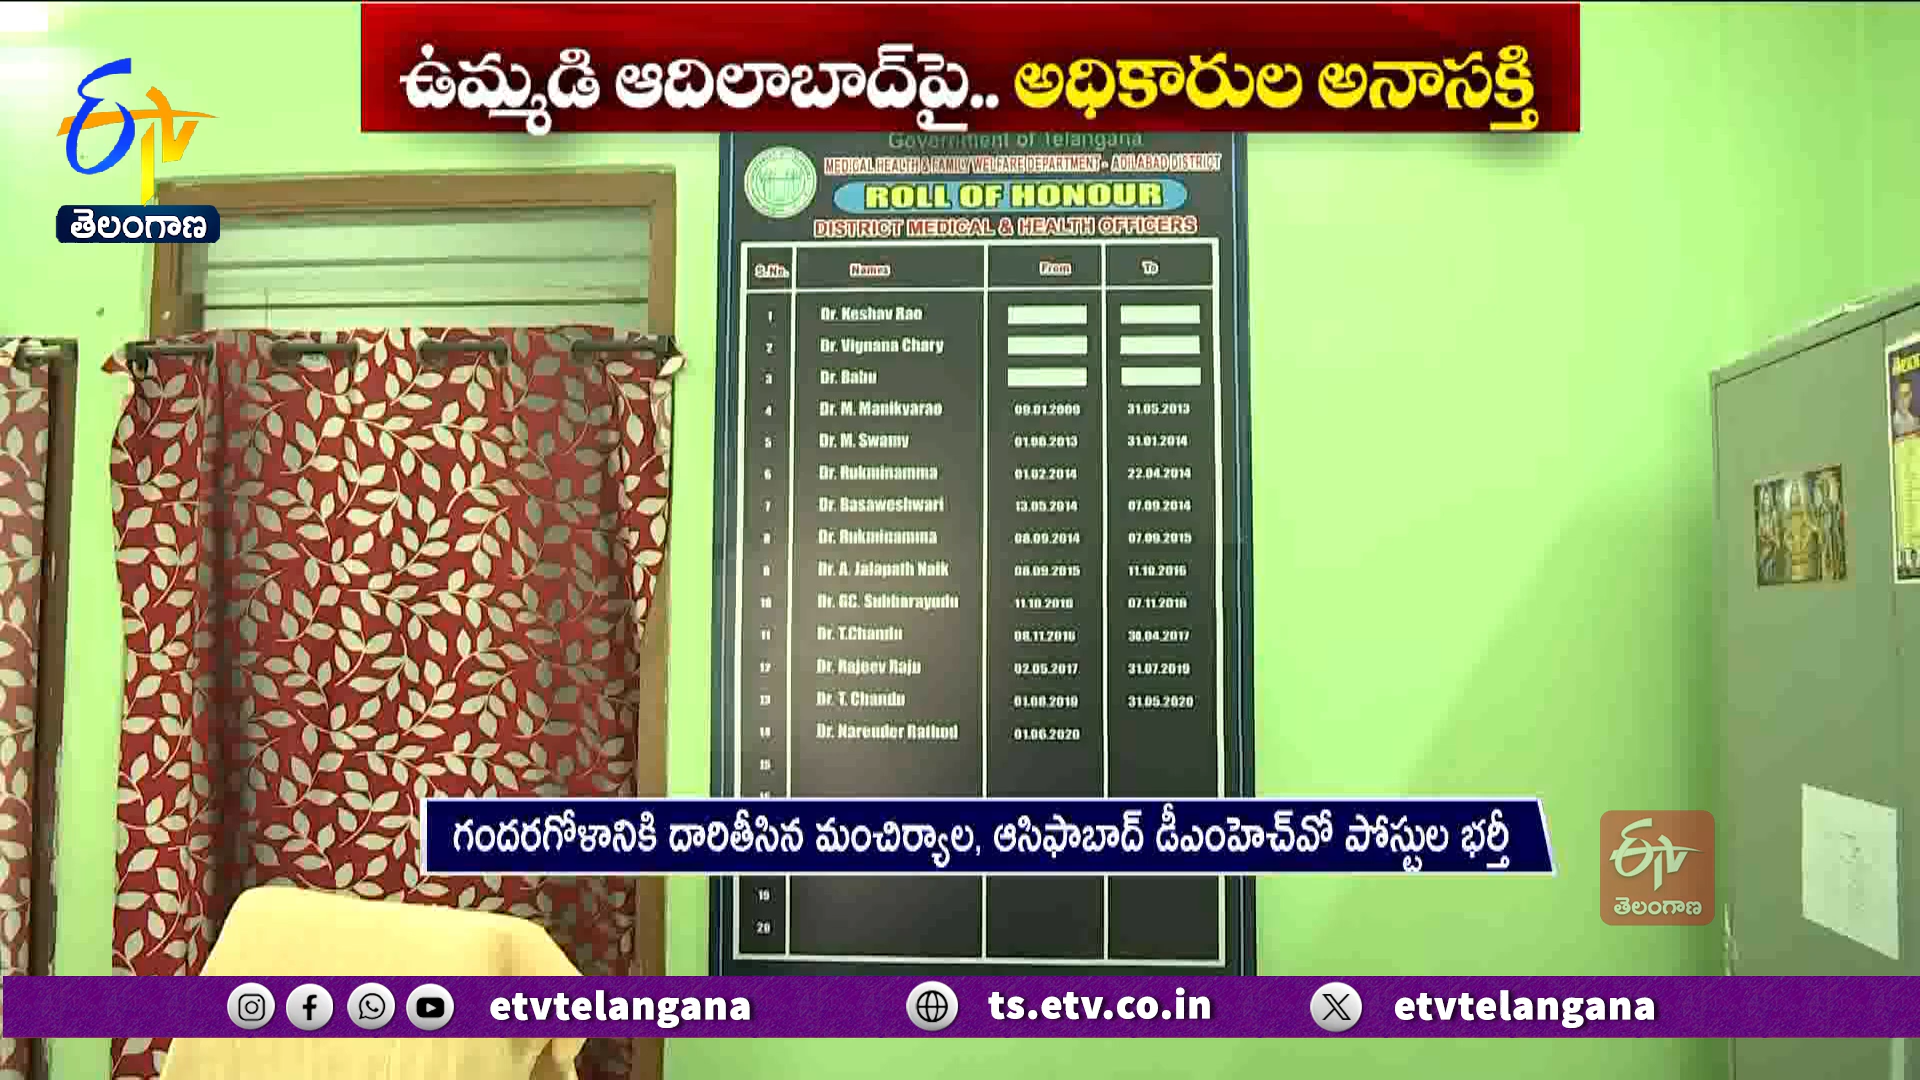 ఉమ్మడి ఆదిలాబాద్‌పై.. అధికారుల అనాసక్తి
ETV
తెలంగాణ
Government of Telangana
MEDICAL HEALTH & FAMILY WELFARE DEPARTMENT - ADILABAD DISTRICT
ROLL OF HONOUR
DISTRICT MEDICAL & HEALTH OFFICERS
S.No. Names From To
1 Dr. Keshav Rao
2 Dr. Vignana Chary
3 Dr. Babu
4 Dr. M. Manikyarao 09.01.2009 31.05.2013
5 Dr. M. Swamy 01.06.2013 31.01.2014
6 Dr. Rukminamma 01.02.2014 22.04.2014
7 Dr. Basaweshwari 13.05.2014 07.09.2014
8 Dr. Rukminamma 08.09.2014 07.09.2015
9 Dr. A. Jalapath Naik 08.09.2015 11.10.2016
10 Dr. GC. Subbarayudu 11.10.2016 07.11.2016
11 Dr. T.Chandu 08.11.2016 30.04.2017
12 Dr. Rajeev Raju 02.05.2017 31.07.2019
13 Dr. T. Chandu 01.08.2019 31.05.2020
14 Dr. Narender Rathod 01.06.2020
15
గందరగోళానికి దారితీసిన మంచిర్యాల, ఆసిఫాబాద్ డీఎంహెచ్‌వో పోస్టుల భర్తీ
ETV
తెలంగాణ
19
20
etvtelangana ts.etv.co.in etvtelangana